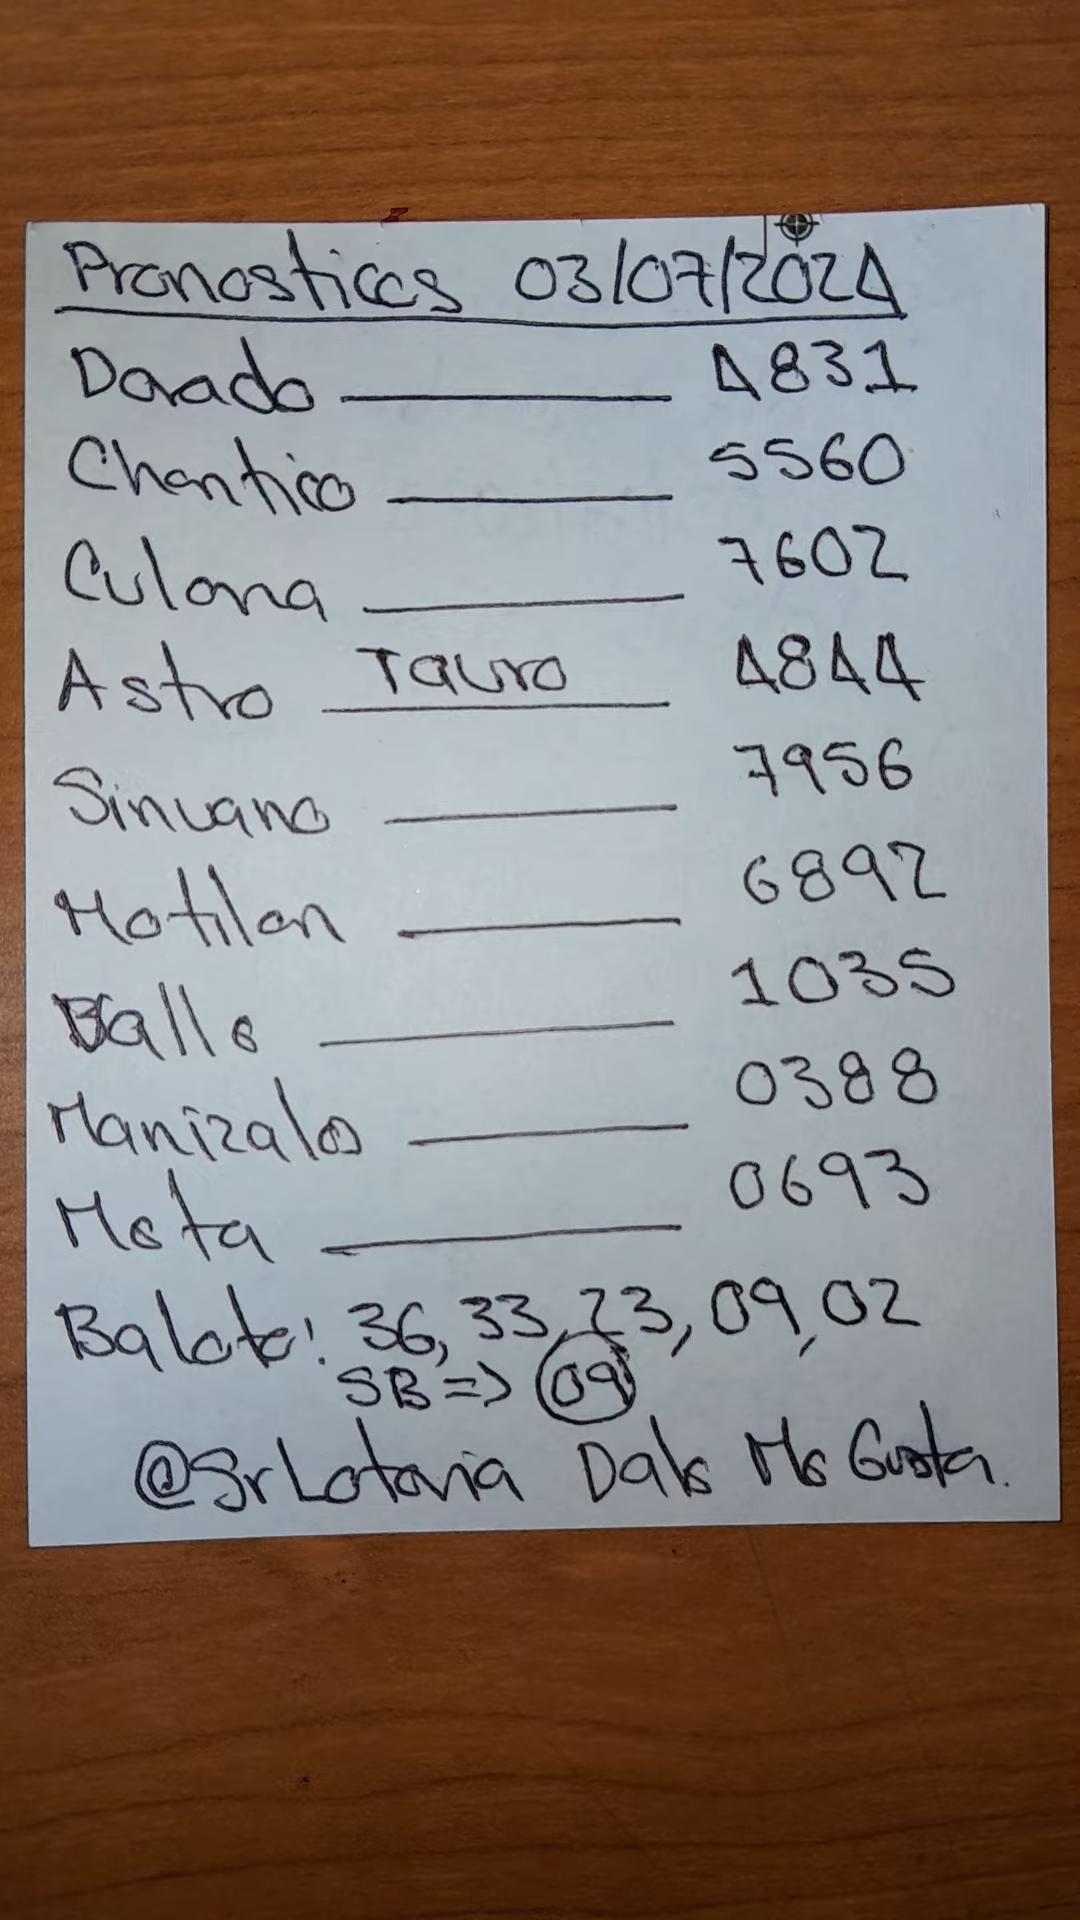 Pronosticos 03/07/2024
Dorado 4831
Chontico 5560
Culona 7602
Astro Tauro 4844
Sinuano 7956
Motilon 6892
Valle 1035
Manizales 0388
Meta 0693
Baloto: 36, 33, 23, 09, 02
SB => 09
@SrLoteria Dale Me Gusta.